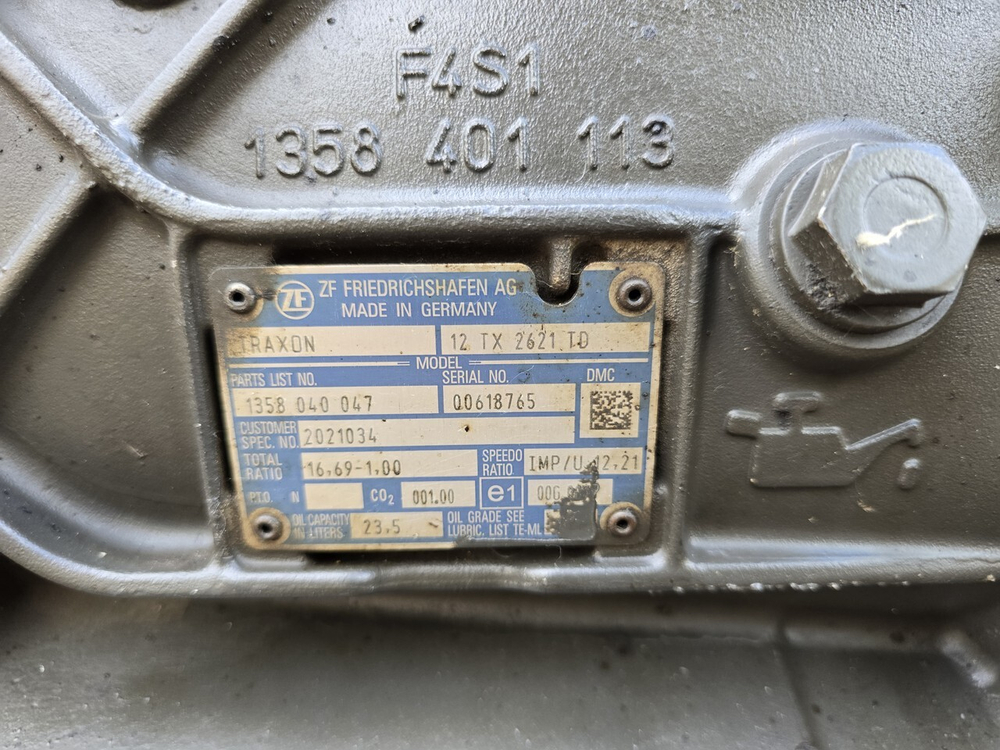 F4S1
1358 401 113
ZF ZF FRIEDRICHSHAFEN AG
MADE IN GERMANY
TRAXON 12 TX 2621 TD
MODEL
PARTS LIST NO. SERIAL NO. DMC
1358 040 047 00618765
CUSTOMER SPEC. NO. 2021034
TOTAL RATIO 16,69-1,00 SPEEDO RATIO IMP/U 12,21
P.T.O. N CO2 001.00 e1
OIL CAPACITY IN LITERS 23,5 OIL GRADE SEE LUBRIC. LIST TE-ML